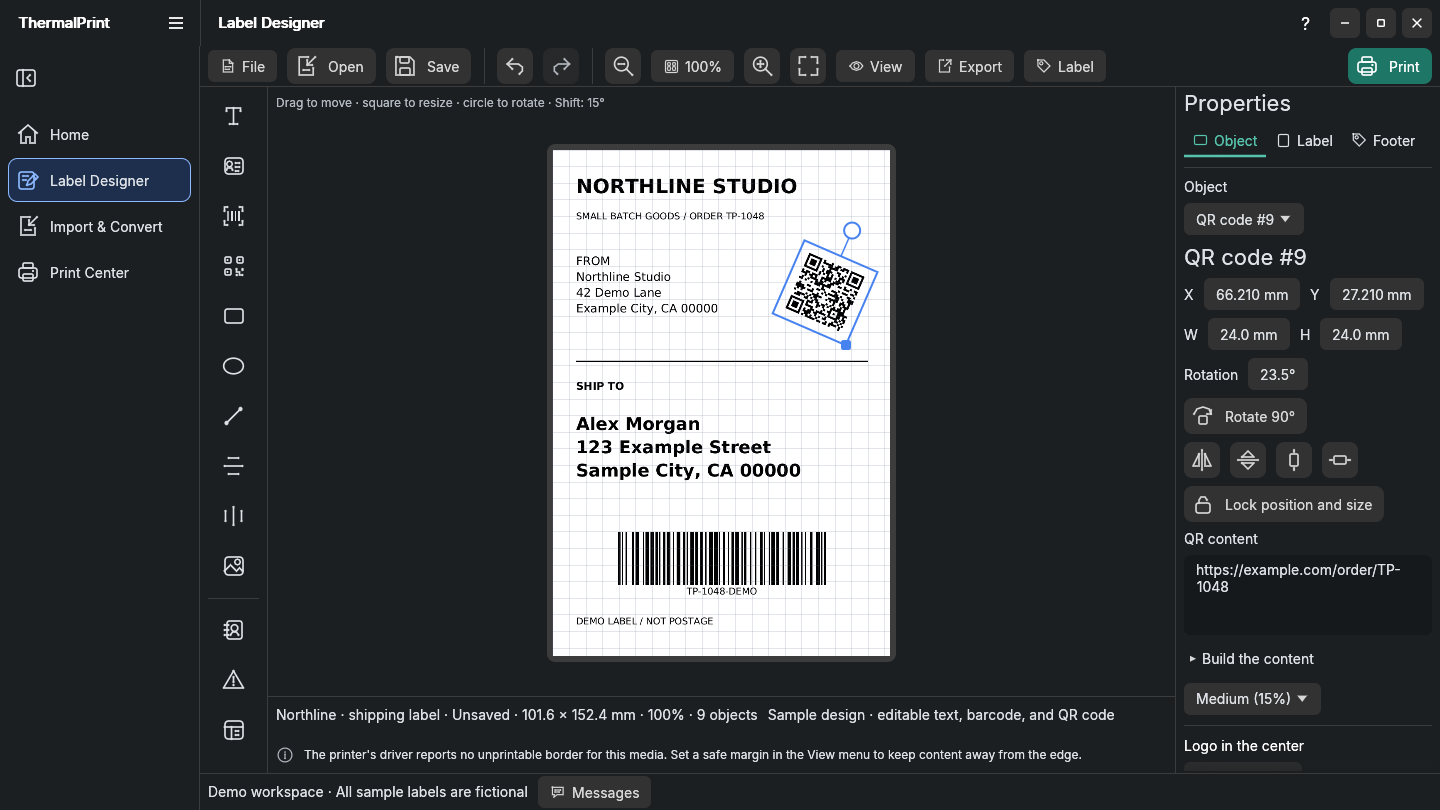 ThermalPrint
Label Designer
?
File
Open
Save
100%
View
Export
Label
Print
Home
Label Designer
Import & Convert
Print Center
Drag to move · square to resize · circle to rotate · Shift: 15°
NORTHLINE STUDIO
SMALL BATCH GOODS / ORDER TP-1048
FROM
Northline Studio
42 Demo Lane
Example City, CA 00000
SHIP TO
Alex Morgan
123 Example Street
Sample City, CA 00000
TP-1048-DEMO
DEMO LABEL / NOT POSTAGE
Properties
Object
Label
Footer
Object
QR code #9
QR code #9
X 66.210 mm Y 27.210 mm
W 24.0 mm H 24.0 mm
Rotation 23.5°
Rotate 90°
Lock position and size
QR content
https://example.com/order/TP-
1048
Build the content
Medium (15%)
Logo in the center
Northline · shipping label · Unsaved · 101.6 × 152.4 mm · 100% · 9 objects Sample design · editable text, barcode, and QR code
The printer's driver reports no unprintable border for this media. Set a safe margin in the View menu to keep content away from the edge.
Demo workspace · All sample labels are fictional
Messages